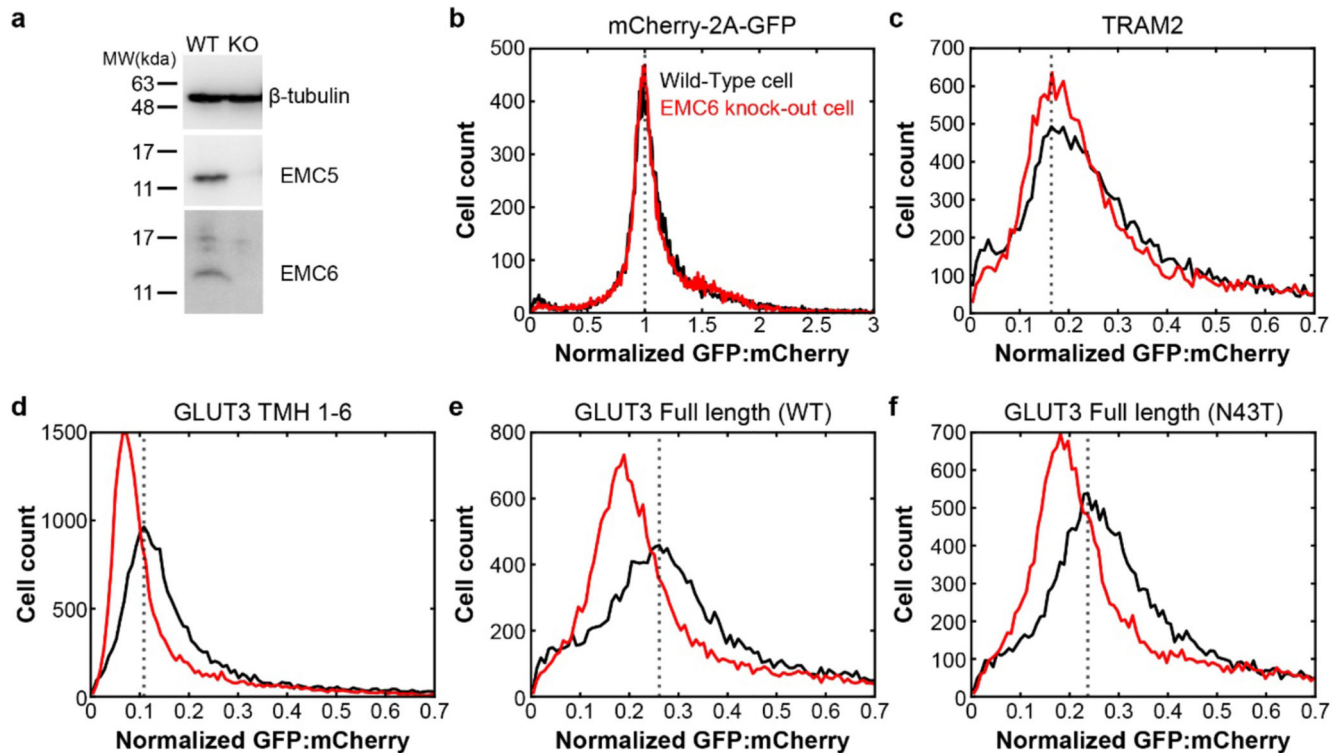 a
WT KO
MW(kda)
63
48
β-tubulin
17
11
EMC5
17
11
EMC6
b
mCherry-2A-GFP
Wild-Type cell
EMC6 knock-out cell
500
400
300
200
100
0
Cell count
0 0.5 1 1.5 2 2.5 3
Normalized GFP:mCherry
c
TRAM2
700
600
500
400
300
200
100
0
Cell count
0 0.1 0.2 0.3 0.4 0.5 0.6 0.7
Normalized GFP:mCherry
d
GLUT3 TMH 1-6
1500
1000
500
0
Cell count
0 0.1 0.2 0.3 0.4 0.5 0.6 0.7
Normalized GFP:mCherry
e
GLUT3 Full length (WT)
800
600
400
200
0
Cell count
0 0.1 0.2 0.3 0.4 0.5 0.6 0.7
Normalized GFP:mCherry
f
GLUT3 Full length (N43T)
700
600
500
400
300
200
100
0
Cell count
0 0.1 0.2 0.3 0.4 0.5 0.6 0.7
Normalized GFP:mCherry